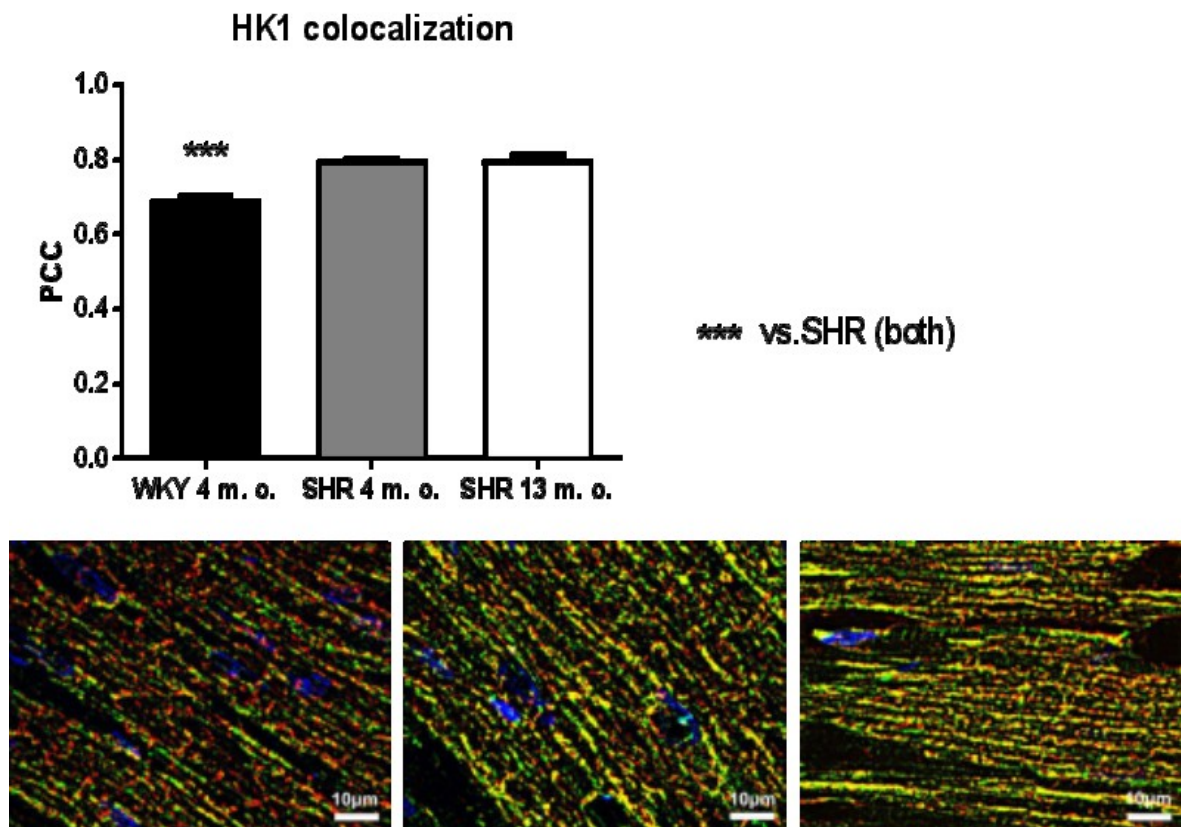 HK1 colocalization
1.0
0.8
0.6
0.4
0.2
0.0
PCC
***
WKY 4 m. o. SHR 4 m. o. SHR 13 m. o.
*** vs.SHR (both)
10µm 10µm 10µm